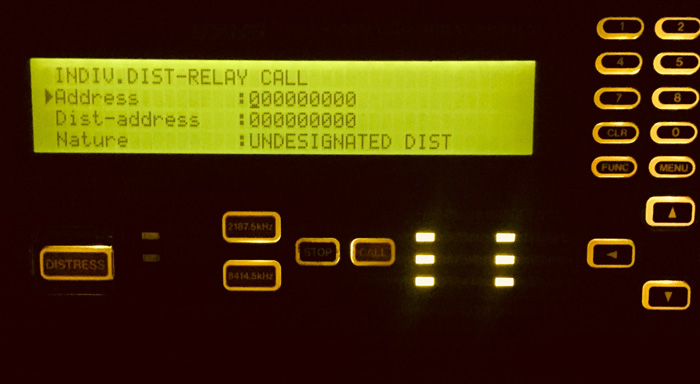 INDIV.DIST-RELAY CALL
Address :000000000
Dist-address :000000000
Nature :UNDESIGNATED DIST
1 2
4 5
7 8
CLR 0
FUNC MENU
2187.5kHz
DISTRESS
STOP CALL
8414.5kHz